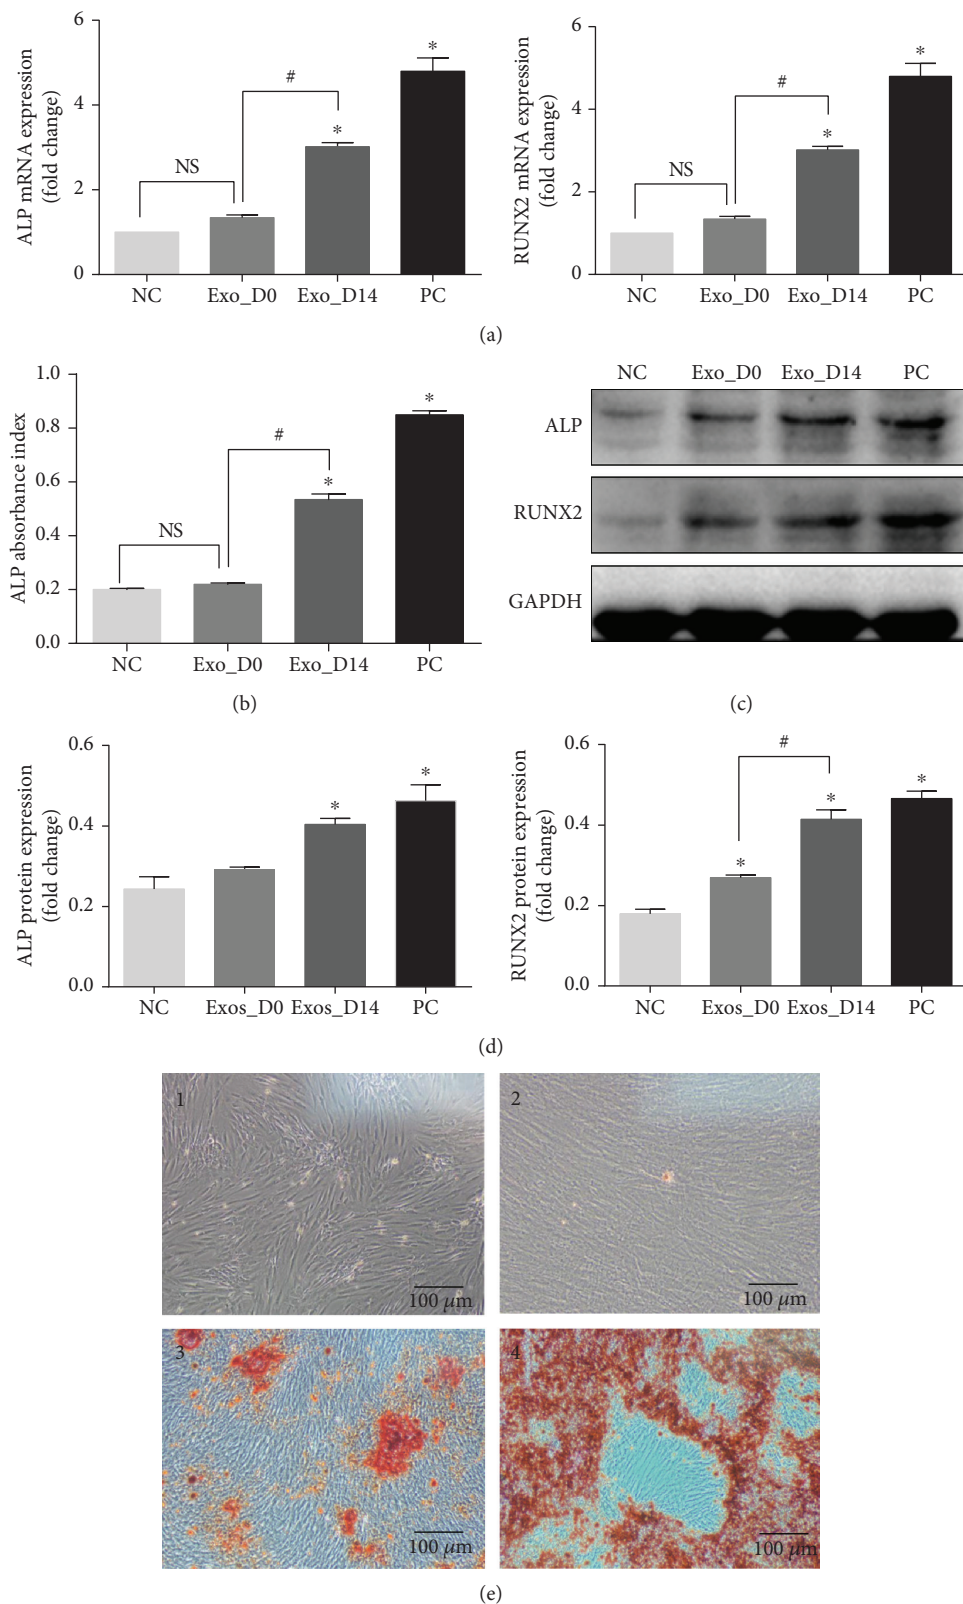 ALP mRNA expression
(fold change)
6
4
2
0
NS
#
*
*
NC Exo_D0 Exo_D14 PC
RUNX2 mRNA expression
(fold change)
6
4
2
0
NS
#
*
*
NC Exo_D0 Exo_D14 PC
(a)
ALP absorbance index
1.0
0.8
0.6
0.4
0.2
0.0
NS
#
*
*
NC Exo_D0 Exo_D14 PC
(b)
NC Exo_D0 Exo_D14 PC
ALP
RUNX2
GAPDH
(c)
ALP protein expression
(fold change)
0.6
0.4
0.2
0.0
*
*
NC Exos_D0 Exos_D14 PC
RUNX2 protein expression
(fold change)
0.6
0.4
0.2
0.0
*
#
*
*
NC Exos_D0 Exos_D14 PC
(d)
1
100 μm
2
100 μm
3
100 μm
4
100 μm
(e)